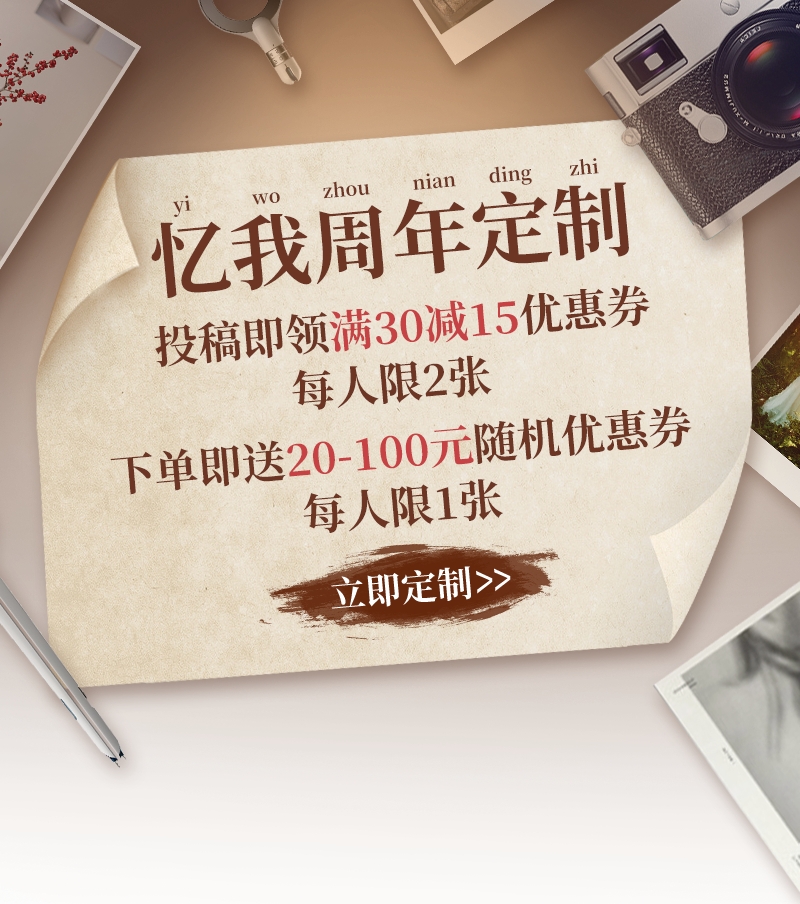 yi wo zhou nian ding zhi
忆我周年定制
投稿即领满30减15优惠券
每人限2张
下单即送20-100元随机优惠券
每人限1张
立即定制>>